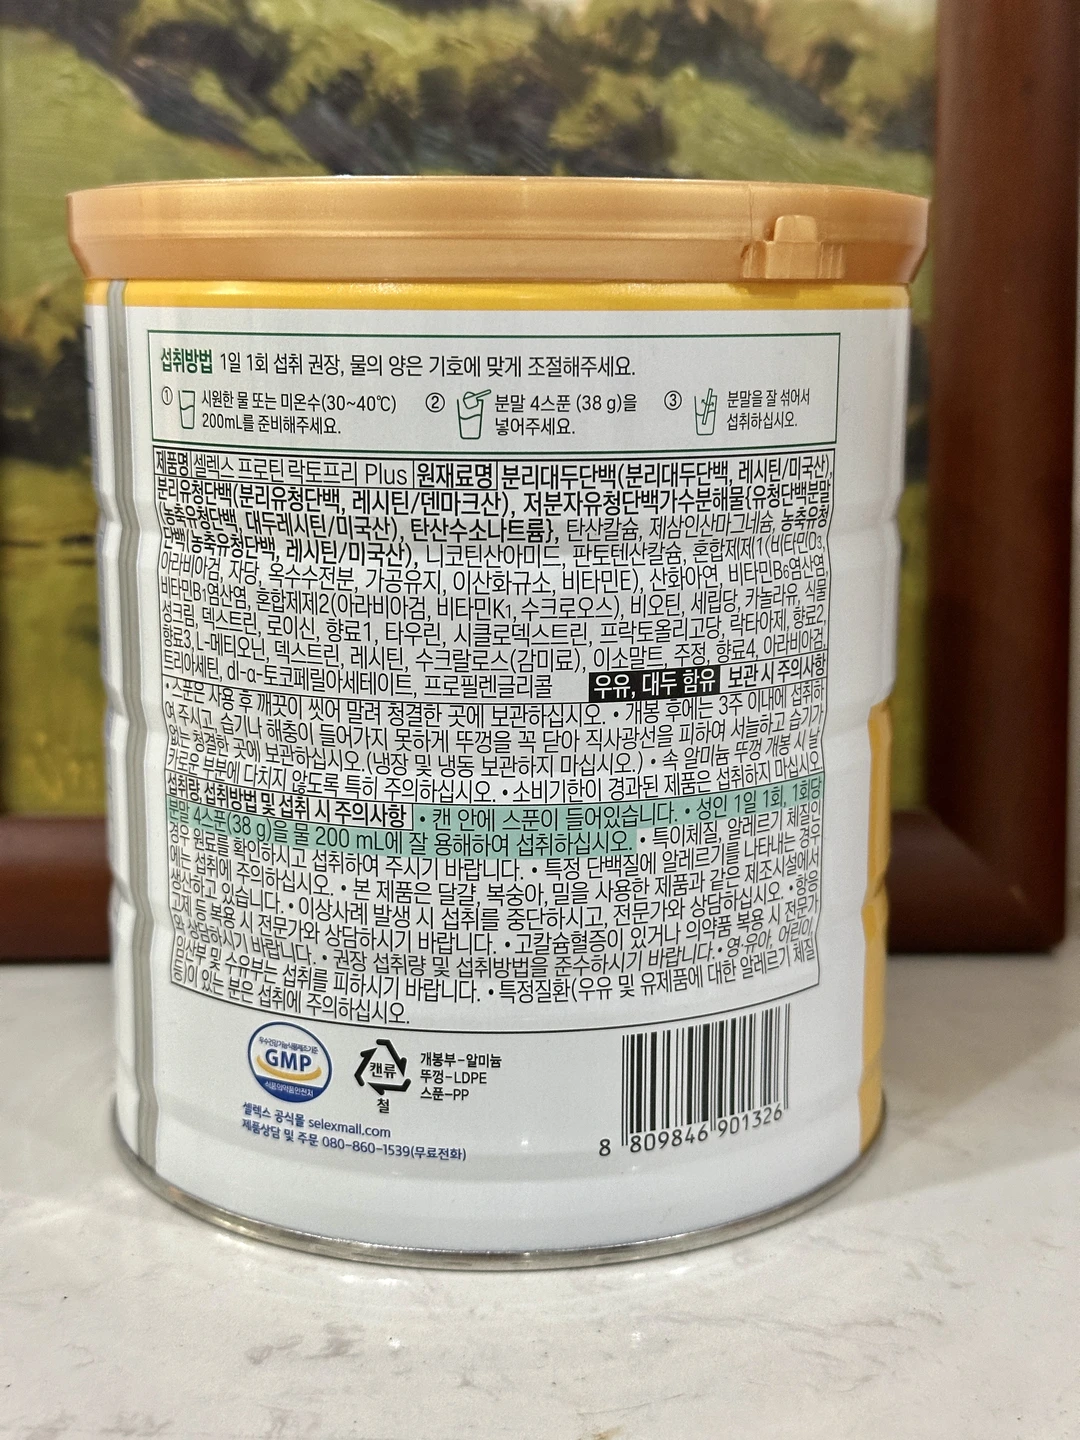 섭취방법 1일 1회 섭취 권장, 물의 양은 기호에 맞게 조절해주세요.
① 시원한 물 또는 미온수(30~40℃) 200mL를 준비해주세요.
② 분말 4스푼 (38 g)을 넣어주세요.
③ 분말을 잘 섞어서 섭취하십시오.
제품명 셀렉스 프로틴 락토프리 Plus 원재료명 분리대두단백(분리대두단백, 레시틴/미국산),
분리유청단백(분리유청단백, 레시틴/덴마크산), 저분자유청단백가수분해물{유청단백분말
(농축유청단백, 대두레시틴/미국산), 탄산수소나트륨}, 탄산칼슘, 제삼인산마그네슘, 농축유청
단백(농축유청단백, 레시틴/미국산), 니코틴산아미드, 판토텐산칼슘, 혼합제제1(비타민D₃,
아라비아검, 자당, 옥수수전분, 가공유지, 이산화규소, 비타민E), 산화아연, 비타민B₆염산염,
비타민B₁염산염, 혼합제제2(아라비아검, 비타민K₁, 수크로오스), 비오틴, 세립당, 카놀라유, 식물
성크림, 덱스트린, 로이신, 향료1, 타우린, 시클로덱스트린, 프락토올리고당, 락타아제, 향료2,
향료3, L-메티오닌, 덱스트린, 레시틴, 수크랄로스(감미료), 이소말트, 주정, 향료4, 아라비아검,
트리아세틴, dl-α-토코페릴아세테이트, 프로필렌글리콜 우유, 대두 함유 보관 시 주의사항
• 스푼은 사용 후 깨끗이 씻어 말려 청결한 곳에 보관하십시오. • 개봉 후에는 3주 이내에 섭취하
여 주시고 습기나 해충이 들어가지 못하게 뚜껑을 꼭 닫아 직사광선을 피하여 서늘하고 습기가
없는 청결한 곳에 보관하십시오.(냉장 및 냉동 보관하지 마십시오.) • 속 알미늄 뚜껑 개봉 시 날
카로운 부분에 다치지 않도록 특히 주의하십시오. • 소비기한이 경과된 제품은 섭취하지 마십시오.
섭취량 섭취방법 및 섭취 시 주의사항 • 캔 안에 스푼이 들어있습니다. • 성인 1일 1회, 1회당
분말 4스푼(38 g)을 물 200 mL에 잘 용해하여 섭취하십시오. • 특이체질, 알레르기 체질인
경우 원료를 확인하시고 섭취하여 주시기 바랍니다. • 특정 단백질에 알레르기를 나타내는 경우
에는 섭취에 주의하십시오. • 본 제품은 달걀, 복숭아, 밀을 사용한 제품과 같은 제조시설에서
생산하고 있습니다. • 이상사례 발생 시 섭취를 중단하시고, 전문가와 상담하십시오. • 항응
고제 등 복용 시 전문가와 상담하시기 바랍니다. • 고칼슘혈증이 있거나 의약품 복용 시 전문가
와 상담하시기 바랍니다. • 권장 섭취량 및 섭취방법을 준수하시기 바랍니다. • 영·유아, 어린이,
임산부 및 수유부는 섭취를 피하시기 바랍니다. • 특정질환(우유 및 유제품에 대한 알레르기 체질
등)이 있는 분은 섭취에 주의하십시오.
우수건강기능식품제조기준
GMP
식품의약품안전처
캔류
철
개봉부-알미늄
뚜껑-LDPE
스푼-PP
셀렉스 공식몰 selexmall.com
제품상담 및 주문 080-860-1539(무료전화)
8 809846 901326